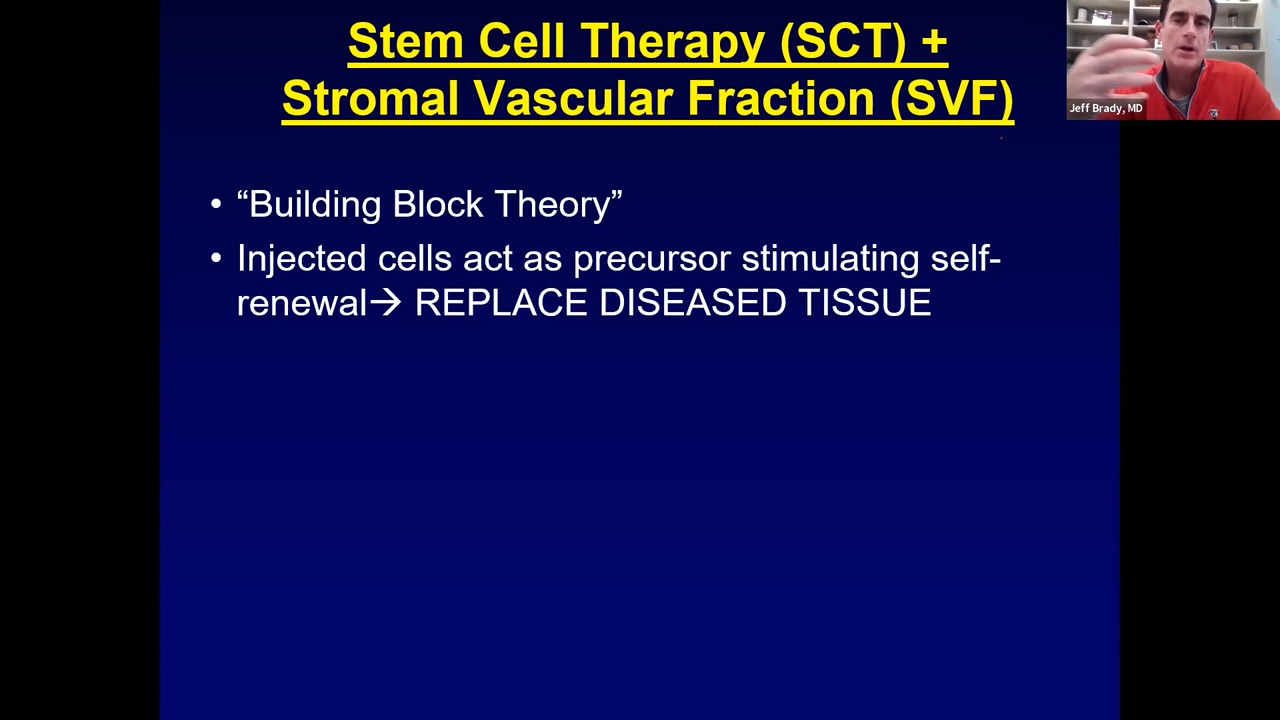 Stem Cell Therapy (SCT) +
Stromal Vascular Fraction (SVF)
Jeff Brady, MD
• “Building Block Theory”
• Injected cells act as precursor stimulating self-
renewal→ REPLACE DISEASED TISSUE